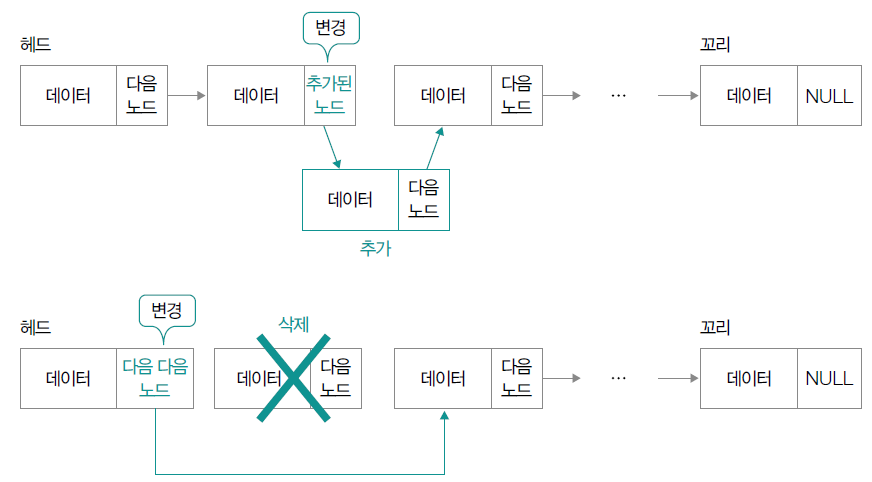 변경
헤드
꼬리
데이터
다음
노드
데이터
추가된
노드
데이터
다음
노드
...
데이터
NULL
데이터
다음
노드
추가
변경
헤드
삭제
꼬리
데이터
다음 다음
노드
데이터
다음
노드
데이터
다음
노드
...
데이터
NULL